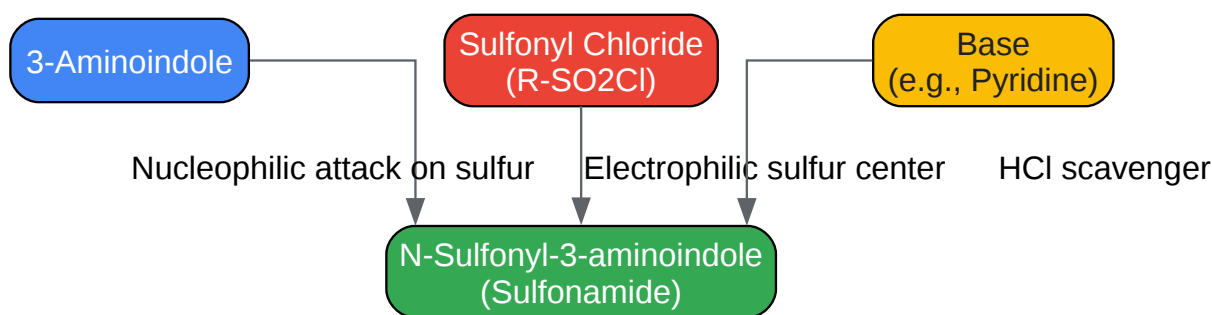 3-Aminoindole
Sulfonyl Chloride
(R-SO2Cl)
Base
(e.g., Pyridine)
Nucleophilic attack on sulfur
Electrophilic sulfur center
HCl scavenger
N-Sulfonyl-3-aminoindole
(Sulfonamide)